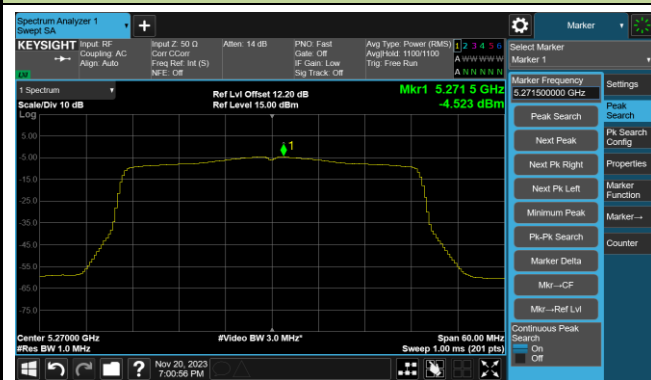 Spectrum Analyzer 1
Swept SA
+
Marker
KEYSIGHT
LXI
Input: RF
Coupling: AC
Align: Auto
Input Z: 50 Ω
Corr CCorr
Freq Ref: Int (S)
NFE: Off
Atten: 14 dB
PNO: Fast
Gate: Off
IF Gain: Low
Sig Track: Off
Avg Type: Power (RMS)
Avg|Hold: 1100/1100
Trig: Free Run
1 2 3 4 5 6
A W W W W W
A N N N N N
Select Marker
Marker 1
1 Spectrum
Scale/Div 10 dB
Log
Ref Lvl Offset 12.20 dB
Ref Level 15.00 dBm
Mkr1 5.271 5 GHz
-4.523 dBm
1
5.00
-5.00
-15.0
-25.0
-35.0
-45.0
-55.0
-65.0
-75.0
Center 5.27000 GHz
#Res BW 1.0 MHz
#Video BW 3.0 MHz*
Span 60.00 MHz
Sweep 1.00 ms (201 pts)
Marker Frequency
5.271500000 GHz
Peak Search
Next Peak
Next Pk Right
Next Pk Left
Minimum Peak
Pk-Pk Search
Marker Delta
Mkr→CF
Mkr→Ref Lvl
Continuous Peak
Search
On
Off
Settings
Peak
Search
Pk Search
Config
Properties
Marker
Function
Marker→
Counter
?
Nov 20, 2023
7:00:56 PM